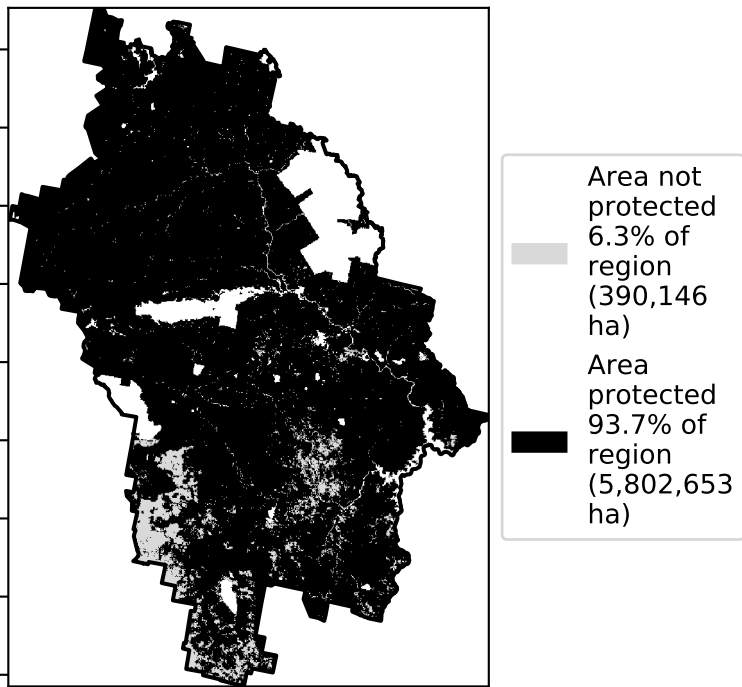 Area not
protected
6.3% of
region
(390,146
ha)
Area
protected
93.7% of
region
(5,802,653
ha)